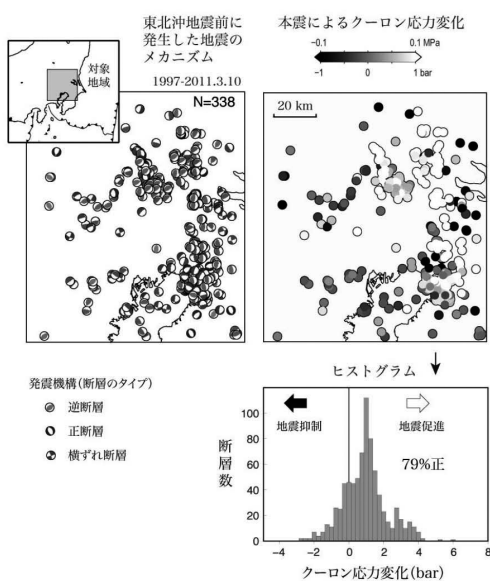 東北沖地震前に
発生した地震の
メカニズム
1997-2011.3.10
対象
地域
N=338
本震によるクーロン応力変化
−0.1 0.1 MPa
−1 0 1 bar
20 km
発震機構(断層のタイプ)
逆断層
正断層
横ずれ断層
ヒストグラム
地震抑制
地震促進
79%正
断層数
100
80
60
40
20
0
−4 −2 0 2 4 6 8
クーロン応力変化(bar)